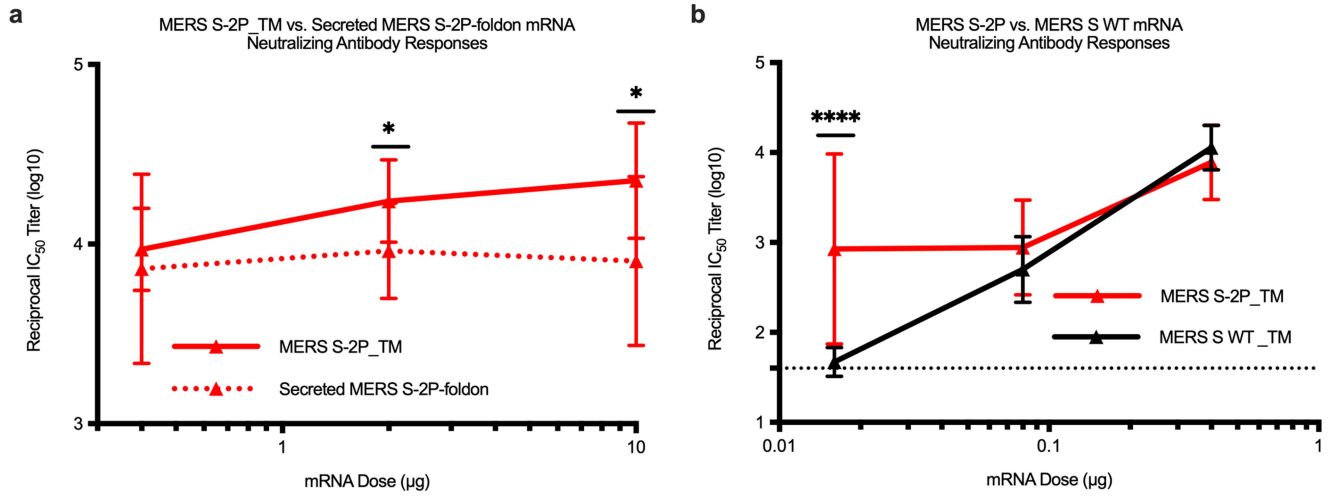 a
MERS S-2P_TM vs. Secreted MERS S-2P-foldon mRNA
Neutralizing Antibody Responses
Reciprocal IC50 Titer (log10)
5
4
3
*
*
MERS S-2P_TM
Secreted MERS S-2P-foldon
1
10
mRNA Dose (µg)
b
MERS S-2P vs. MERS S WT mRNA
Neutralizing Antibody Responses
Reciprocal IC50 Titer (log10)
5
4
3
2
1
****
MERS S-2P_TM
MERS S WT _TM
0.01
0.1
1
mRNA Dose (µg)